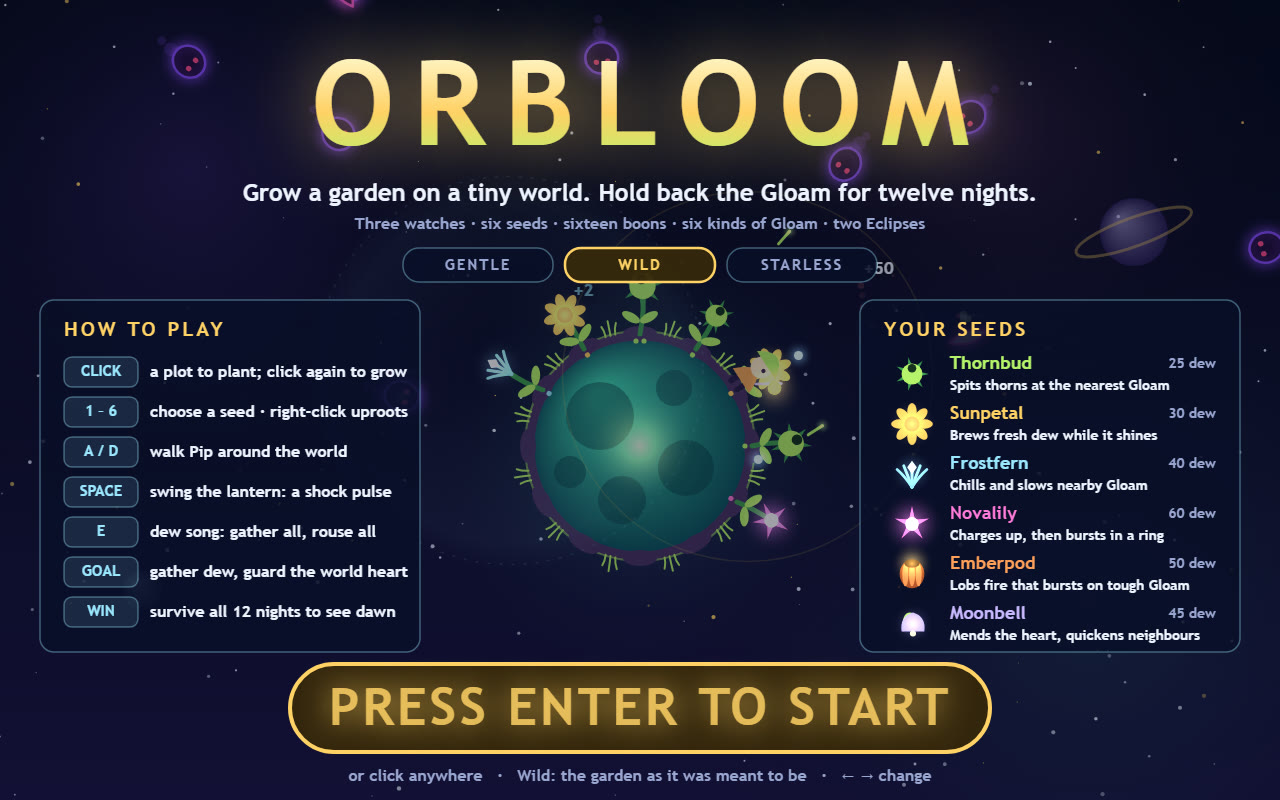 ORBLOOM
Grow a garden on a tiny world. Hold back the Gloam for twelve nights.
Three watches · six seeds · sixteen boons · six kinds of Gloam · two Eclipses
GENTLE
WILD
STARLESS
+50
+2
HOW TO PLAY
CLICK a plot to plant; click again to grow
1 - 6 choose a seed · right-click uproots
A / D walk Pip around the world
SPACE swing the lantern: a shock pulse
E dew song: gather all, rouse all
GOAL gather dew, guard the world heart
WIN survive all 12 nights to see dawn
YOUR SEEDS
Thornbud 25 dew
Spits thorns at the nearest Gloam
Sunpetal 30 dew
Brews fresh dew while it shines
Frostfern 40 dew
Chills and slows nearby Gloam
Novalily 60 dew
Charges up, then bursts in a ring
Emberpod 50 dew
Lobs fire that bursts on tough Gloam
Moonbell 45 dew
Mends the heart, quickens neighbours
PRESS ENTER TO START
or click anywhere · Wild: the garden as it was meant to be · ← → change